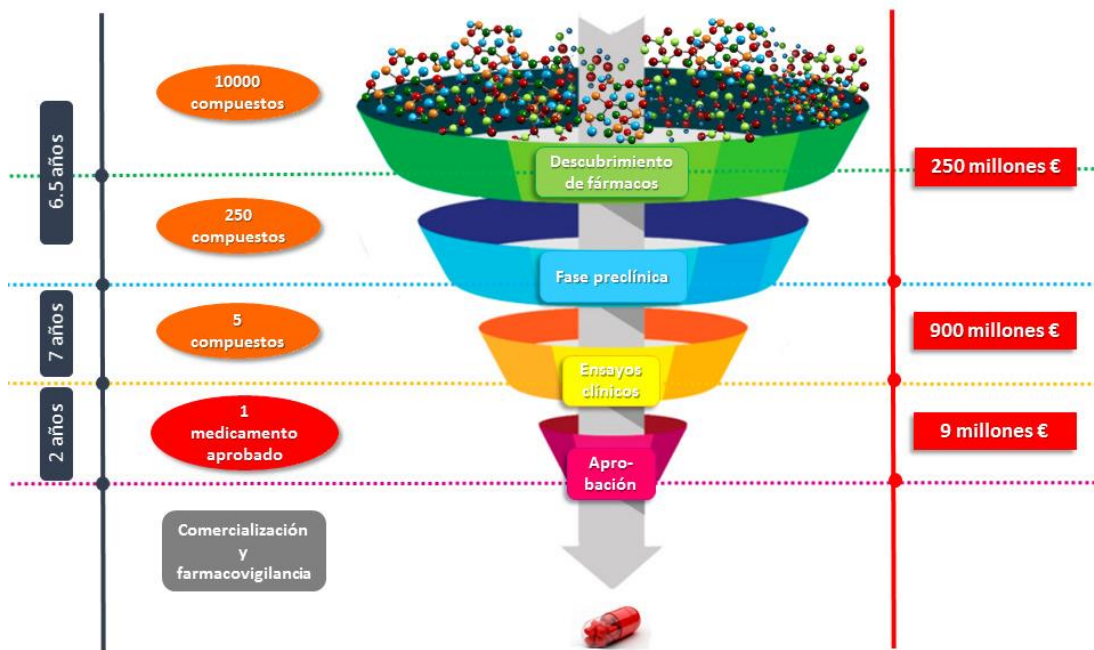 10000
compuestos
Descubrimiento
de fármacos
6.5 años
250 millones €
250
compuestos
Fase preclínica
5
compuestos
7 años
900 millones €
Ensayos
clínicos
1
medicamento
aprobado
2 años
9 millones €
Apro-
bación
Comercialización
y
farmacovigilancia